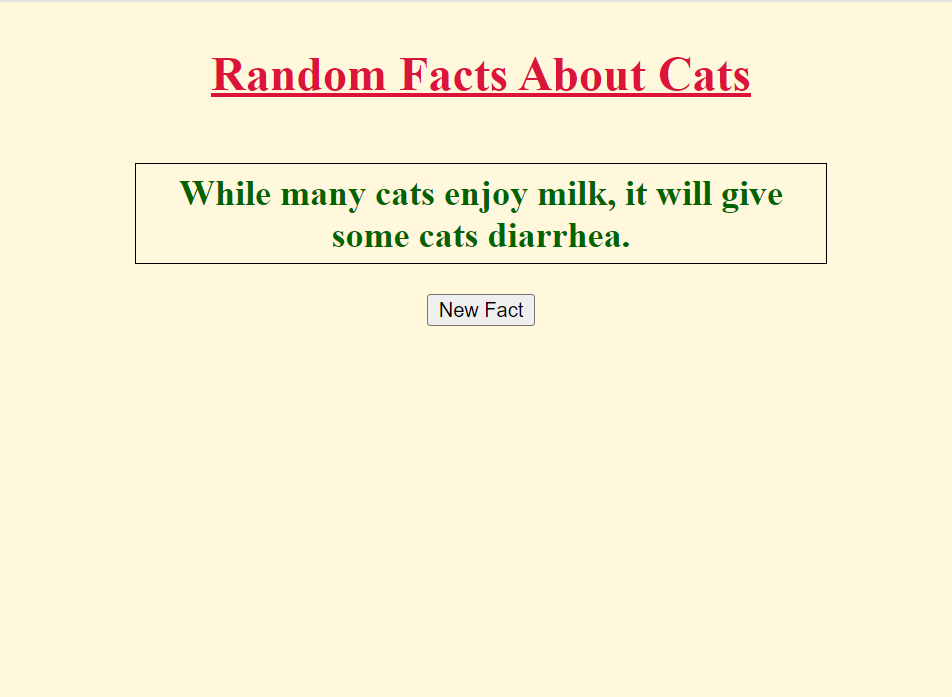 Random Facts About Cats
While many cats enjoy milk, it will give
some cats diarrhea.
New Fact